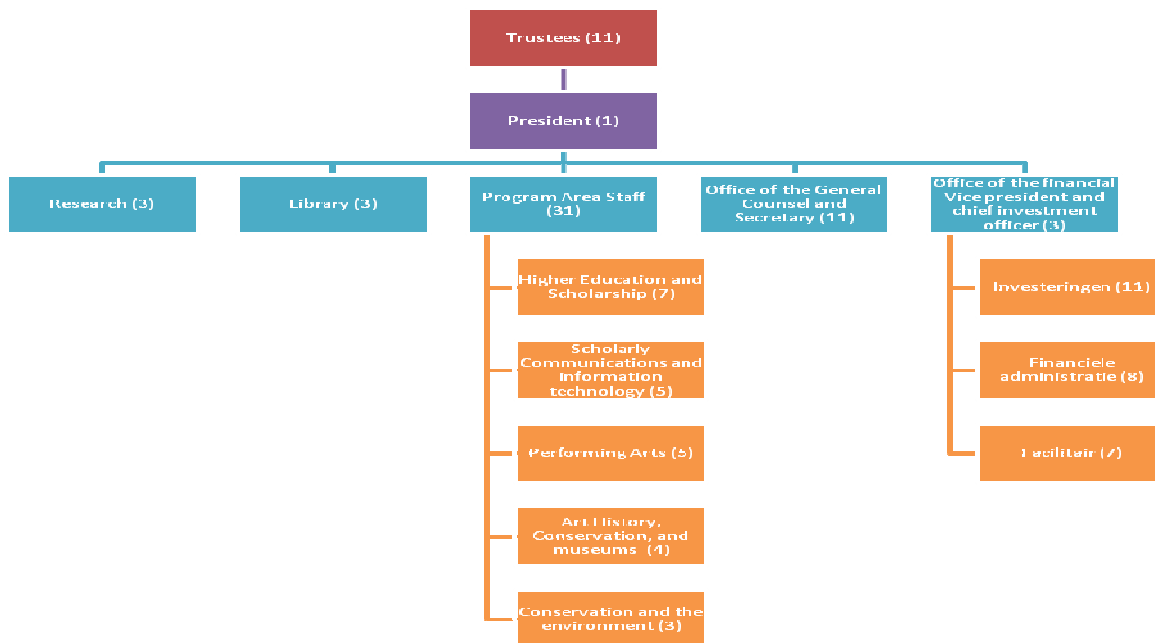 Trustees (11)
President (1)
Research (3)
Library (3)
Program Area Staff
(31)
Office of the General
Counsel and
Secretary (11)
Office of the financial
Vice president and
chief investment
officer (3)
Higher Education and
Scholarship (7)
Scholarly
Communications and
information
technology (5)
Performing Arts (5)
Art History,
Conservation, and
museums (4)
Conservation and the
environment (3)
Investeringen (11)
Financiele
administratie (8)
Facilitair (7)